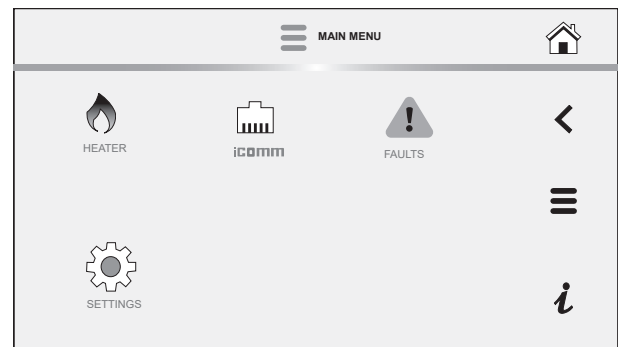 MAIN MENU
HEATER
icomm
FAULTS
SETTINGS
i